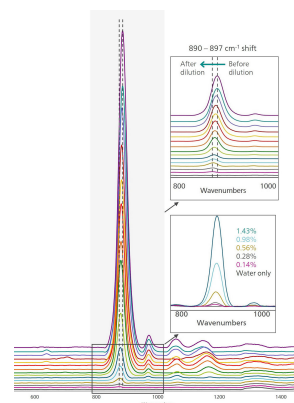 890 – 897 cm⁻¹ shift
After Before
dilution dilution
800 1000
Wavenumbers
1.43%
0.98%
0.56%
0.28%
0.14%
Water only
800 1000
Wavenumbers
600 800 1000 1200 1400